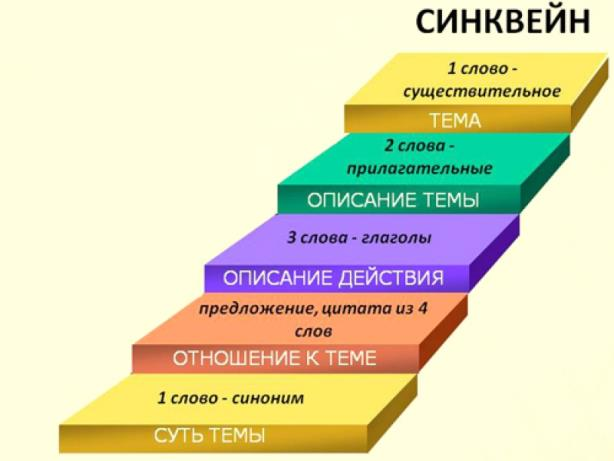 СИНКВЕЙН
1 слово -
существительное
ТЕМА
2 слова -
прилагательные
ОПИСАНИЕ ТЕМЫ
3 слова - глаголы
ОПИСАНИЕ ДЕЙСТВИЯ
предложение, цитата из 4
слов
ОТНОШЕНИЕ К ТЕМЕ
1 слово - синоним
СУТЬ ТЕМЫ